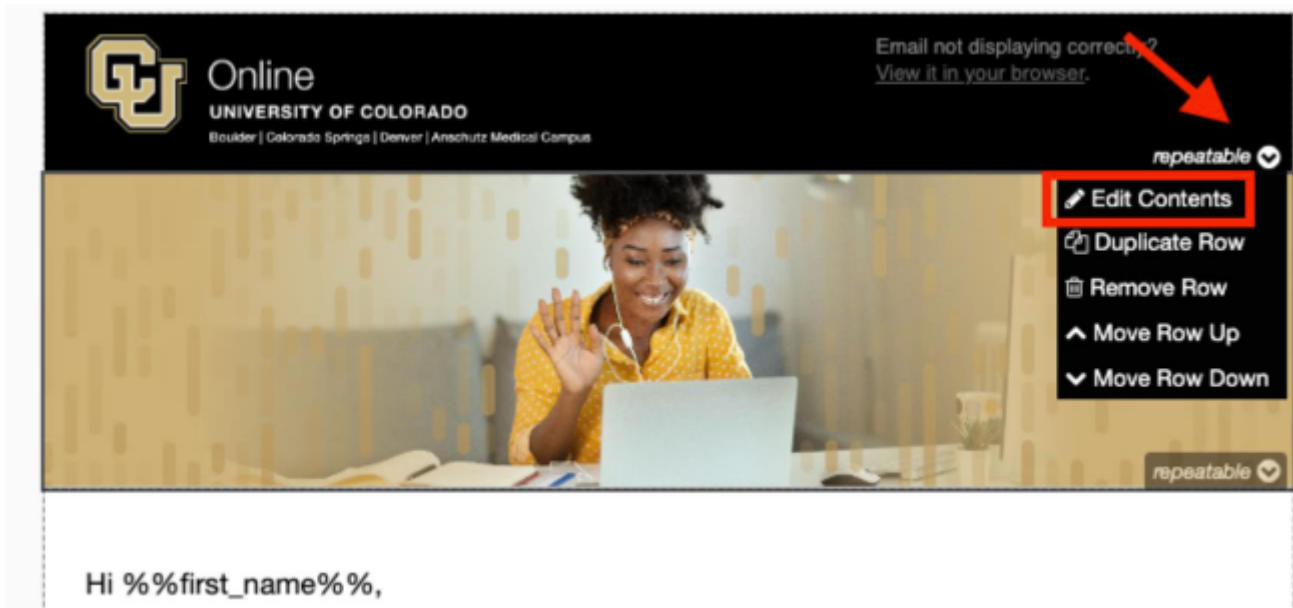 CU
Online
UNIVERSITY OF COLORADO
Boulder | Colorado Springs | Denver | Anschutz Medical Campus
Email not displaying correctly?
View it in your browser.
repeatable
Edit Contents
Duplicate Row
Remove Row
Move Row Up
Move Row Down
repeatable
Hi %%first_name%%,